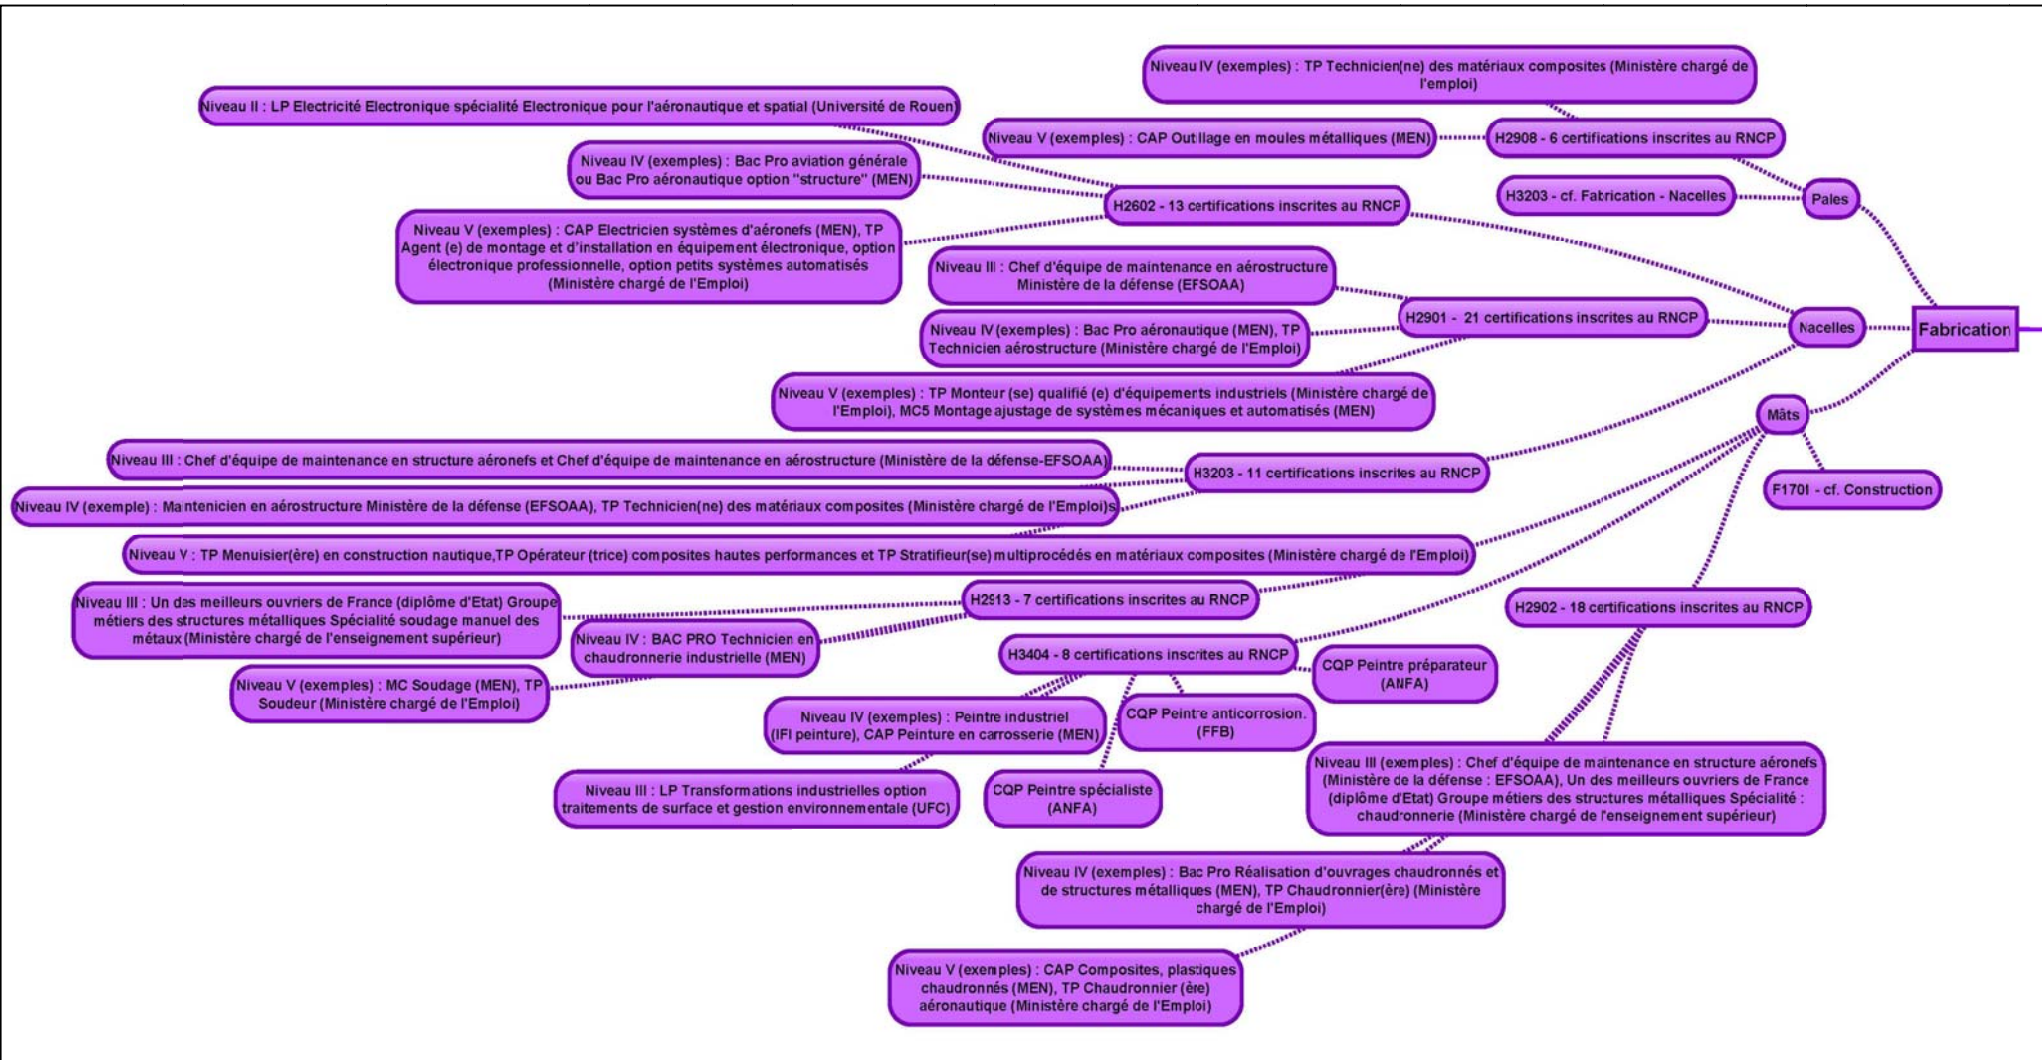 Niveau IV (exemples) : TP Technicien(ne) des matériaux composites (Ministère chargé de
l'emploi)
Niveau II : LP Electricité Electronique spécialité Electronique pour l'aéronautique et spatial (Université de Rouen)
Niveau V (exemples) : CAP Outillage en moules métalliques (MEN)
H2908 - 6 certifications inscrites au RNCP
Niveau IV (exemples) : Bac Pro aviation générale
ou Bac Pro aéronautique option "structure" (MEN)
H3203 - cf. Fabrication - Nacelles
Pales
H2602 - 13 certifications inscrites au RNCP
Niveau V (exemples) : CAP Electricien systèmes d'aéronefs (MEN), TP
Agent (e) de montage et d'installation en équipement électronique, option
électronique professionnelle, option petits systèmes automatisés
(Ministère chargé de l'Emploi)
Niveau III : Chef d'équipe de maintenance en aérostructure
Ministère de la défense (EFSOAA)
H2901 - 21 certifications inscrites au RNCP
Nacelles
Fabrication
Niveau IV(exemples) : Bac Pro aéronautique (MEN), TP
Technicien aérostructure (Ministère chargé de l'Emploi)
Niveau V (exemples) : TP Monteur (se) qualifié (e) d'équipements industriels (Ministère chargé de
l'Emploi), MC5 Montage ajustage de systèmes mécaniques et automatisés (MEN)
Mâts
Niveau III : Chef d'équipe de maintenance en structure aéronefs et Chef d'équipe de maintenance en aérostructure (Ministère de la défense-EFSOAA)
H3203 - 11 certifications inscrites au RNCP
F1701 - cf. Construction
Niveau IV (exemple) : Maintenicien en aérostructure Ministère de la défense (EFSOAA), TP Technicien(ne) des matériaux composites (Ministère chargé de l'Emploi)s
Niveau V : TP Menuisier(ère) en construction nautique,TP Opérateur (trice) composites hautes performances et TP Stratifieur(se) multiprocédés en matériaux composites (Ministère chargé de l'Emploi)
Niveau III : Un des meilleurs ouvriers de France (diplôme d'Etat) Groupe
métiers des structures métalliques Spécialité soudage manuel des
métaux (Ministère chargé de l'enseignement supérieur)
H2913 - 7 certifications inscrites au RNCP
H2902 - 18 certifications inscrites au RNCP
Niveau IV : BAC PRO Technicien en
chaudronnerie industrielle (MEN)
H3404 - 8 certifications inscrites au RNCP
CQP Peintre préparateur
(ANFA)
Niveau V (exemples) : MC Soudage (MEN), TP
Soudeur (Ministère chargé de l'Emploi)
Niveau IV (exemples) : Peintre industriel
(IFI peinture), CAP Peinture en carrosserie (MEN)
CQP Peintre anticorrosion.
(FFB)
Niveau III : LP Transformations industrielles option
traitements de surface et gestion environnementale (UFC)
CQP Peintre spécialiste
(ANFA)
Niveau III (exemples) : Chef d'équipe de maintenance en structure aéronefs
(Ministère de la défense : EFSOAA), Un des meilleurs ouvriers de France
(diplôme d'Etat) Groupe métiers des structures métalliques Spécialité :
chaudronnerie (Ministère chargé de l'enseignement supérieur)
Niveau IV (exemples) : Bac Pro Réalisation d'ouvrages chaudronnés et
de structures métalliques (MEN), TP Chaudronnier(ère) (Ministère
chargé de l'Emploi)
Niveau V (exemples) : CAP Composites, plastiques
chaudronnés (MEN), TP Chaudronnier (ère)
aéronautique (Ministère chargé de l'Emploi)